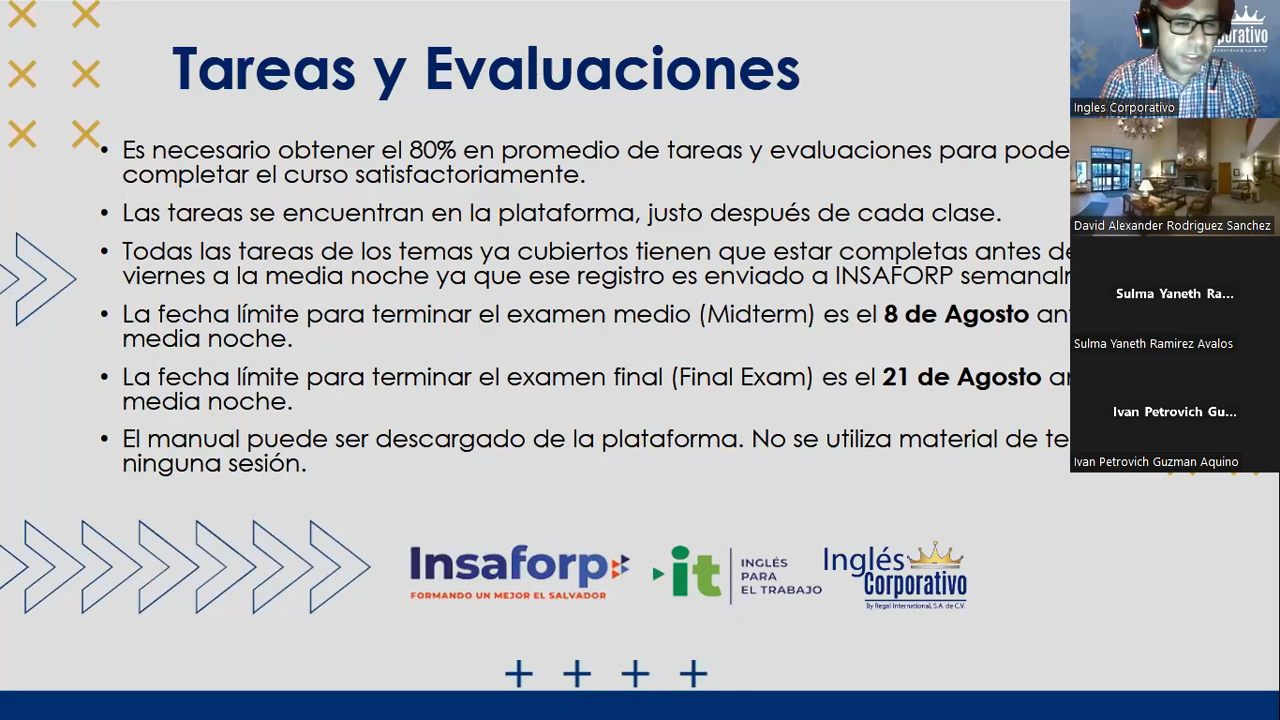 Tareas y Evaluaciones
• Es necesario obtener el 80% en promedio de tareas y evaluaciones para pode
completar el curso satisfactoriamente.
• Las tareas se encuentran en la plataforma, justo después de cada clase.
• Todas las tareas de los temas ya cubiertos tienen que estar completas antes de
viernes a la media noche ya que ese registro es enviado a INSAFORP semanal
• La fecha límite para terminar el examen medio (Midterm) es el 8 de Agosto an
media noche.
• La fecha límite para terminar el examen final (Final Exam) es el 21 de Agosto an
media noche.
• El manual puede ser descargado de la plataforma. No se utiliza material de te
ninguna sesión.
Insaforp
FORMANDO UN MEJOR EL SALVADOR
it
INGLÉS
PARA
EL TRABAJO
Inglés
Corporativo
By Regal International, S.A. de C.V.
porativo
Ingles Corporativo
David Alexander Rodriguez Sanchez
Sulma Yaneth Ra...
Sulma Yaneth Ramirez Avalos
Ivan Petrovich Gu...
Ivan Petrovich Guzman Aquino